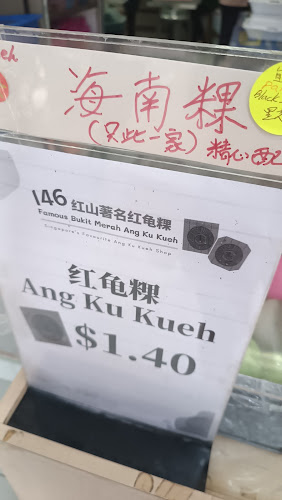 eh
海南粿
(只此一家) 精心
146 红山著名红龟粿
Famous Bukit Merah Ang Ku Kueh
Singapore's Favourite Ang Ku Kueh Shop
红龟粿
Ang Ku Kueh
$1.40